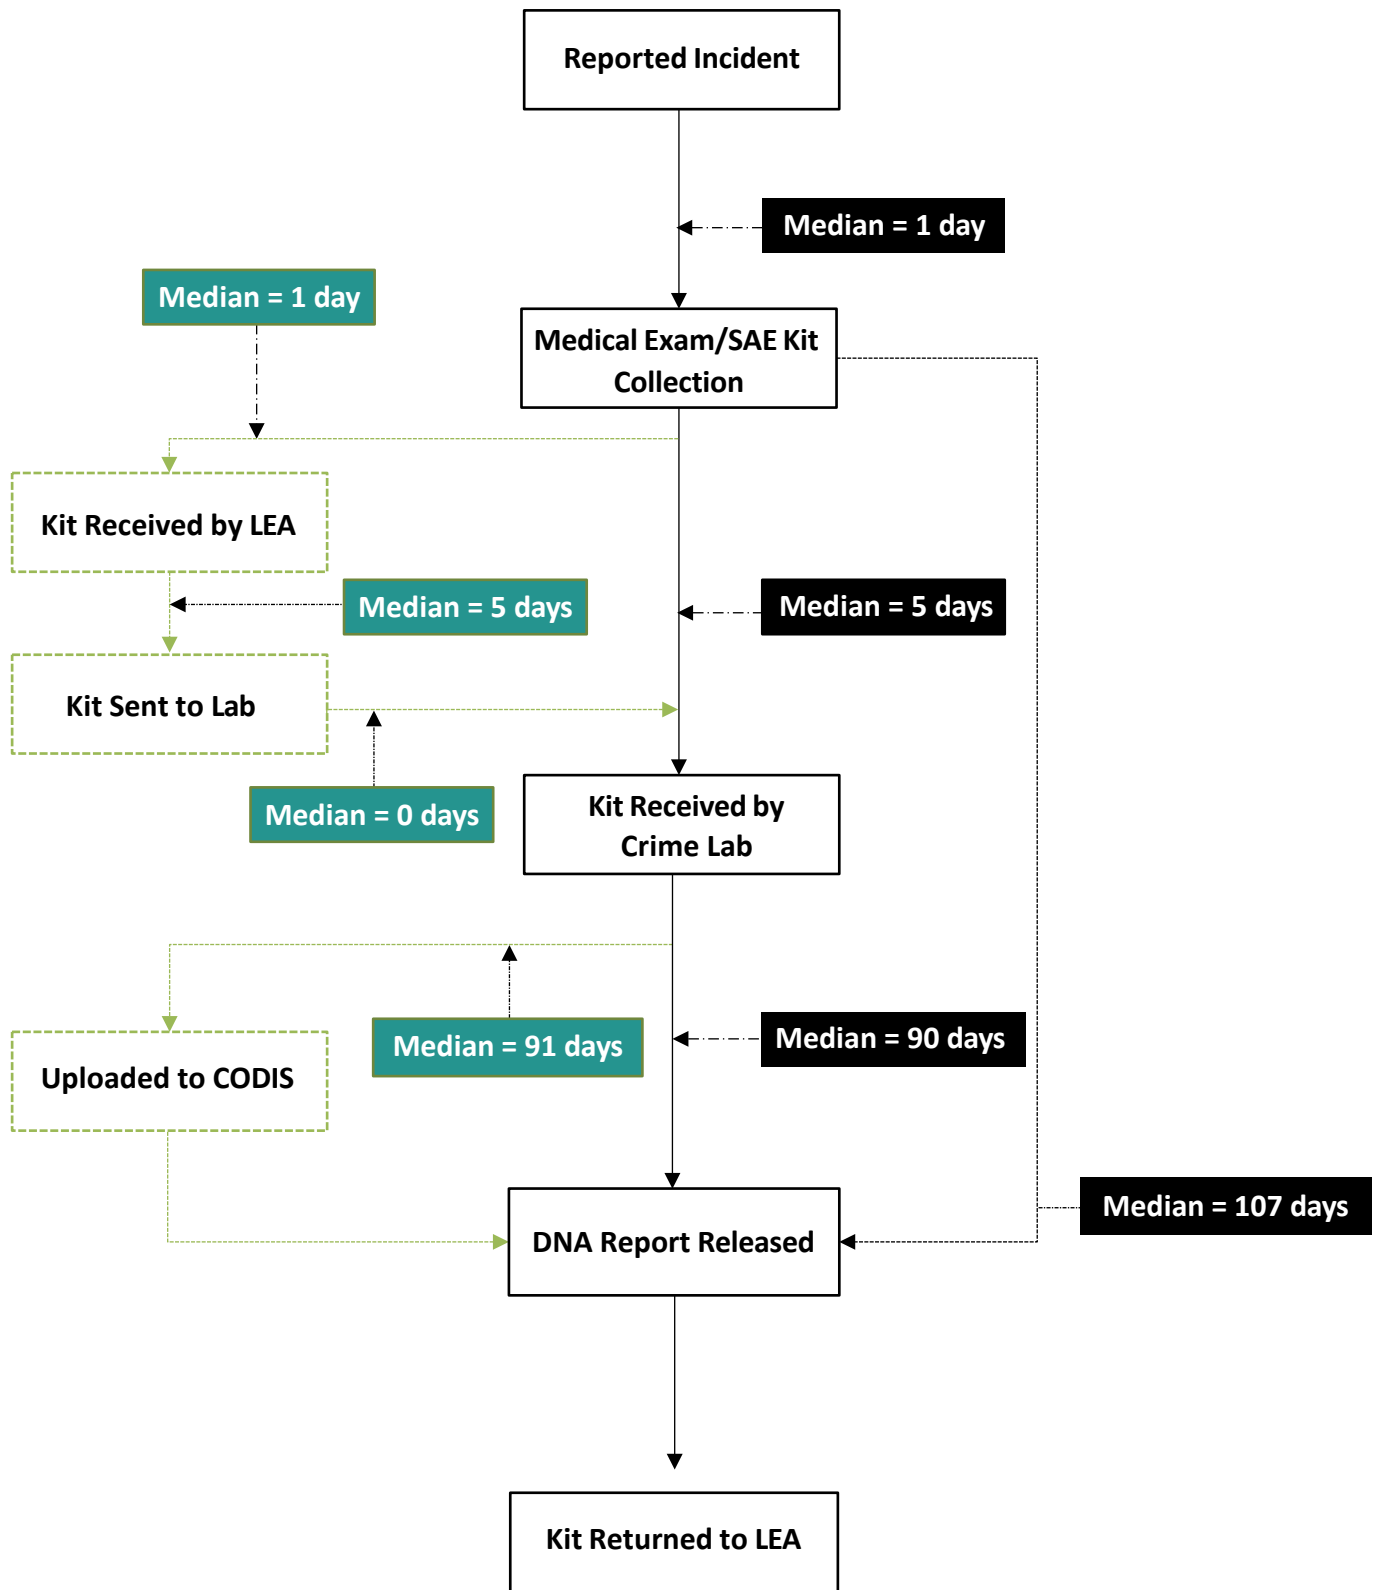 Reported Incident
Median = 1 day
Median = 1 day
Medical Exam/SAE Kit
Collection
Kit Received by LEA
Median = 5 days
Median = 5 days
Kit Sent to Lab
Median = 0 days
Kit Received by
Crime Lab
Median = 91 days
Median = 90 days
Uploaded to CODIS
Median = 107 days
DNA Report Released
Kit Returned to LEA